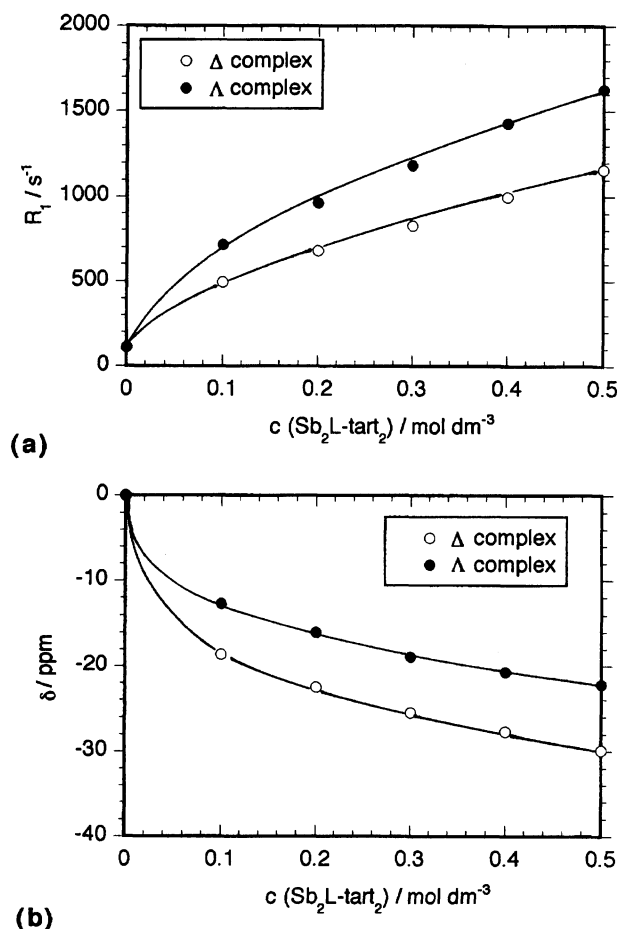 2000
1500
1000
500
0
R₁ / s⁻¹
○ Δ complex
● Λ complex
0 0.1 0.2 0.3 0.4 0.5
c (Sb₂L-tart₂) / mol dm⁻³
(a)
0
-10
-20
-30
-40
δ / ppm
○ Δ complex
● Λ complex
0 0.1 0.2 0.3 0.4 0.5
c (Sb₂L-tart₂) / mol dm⁻³
(b)